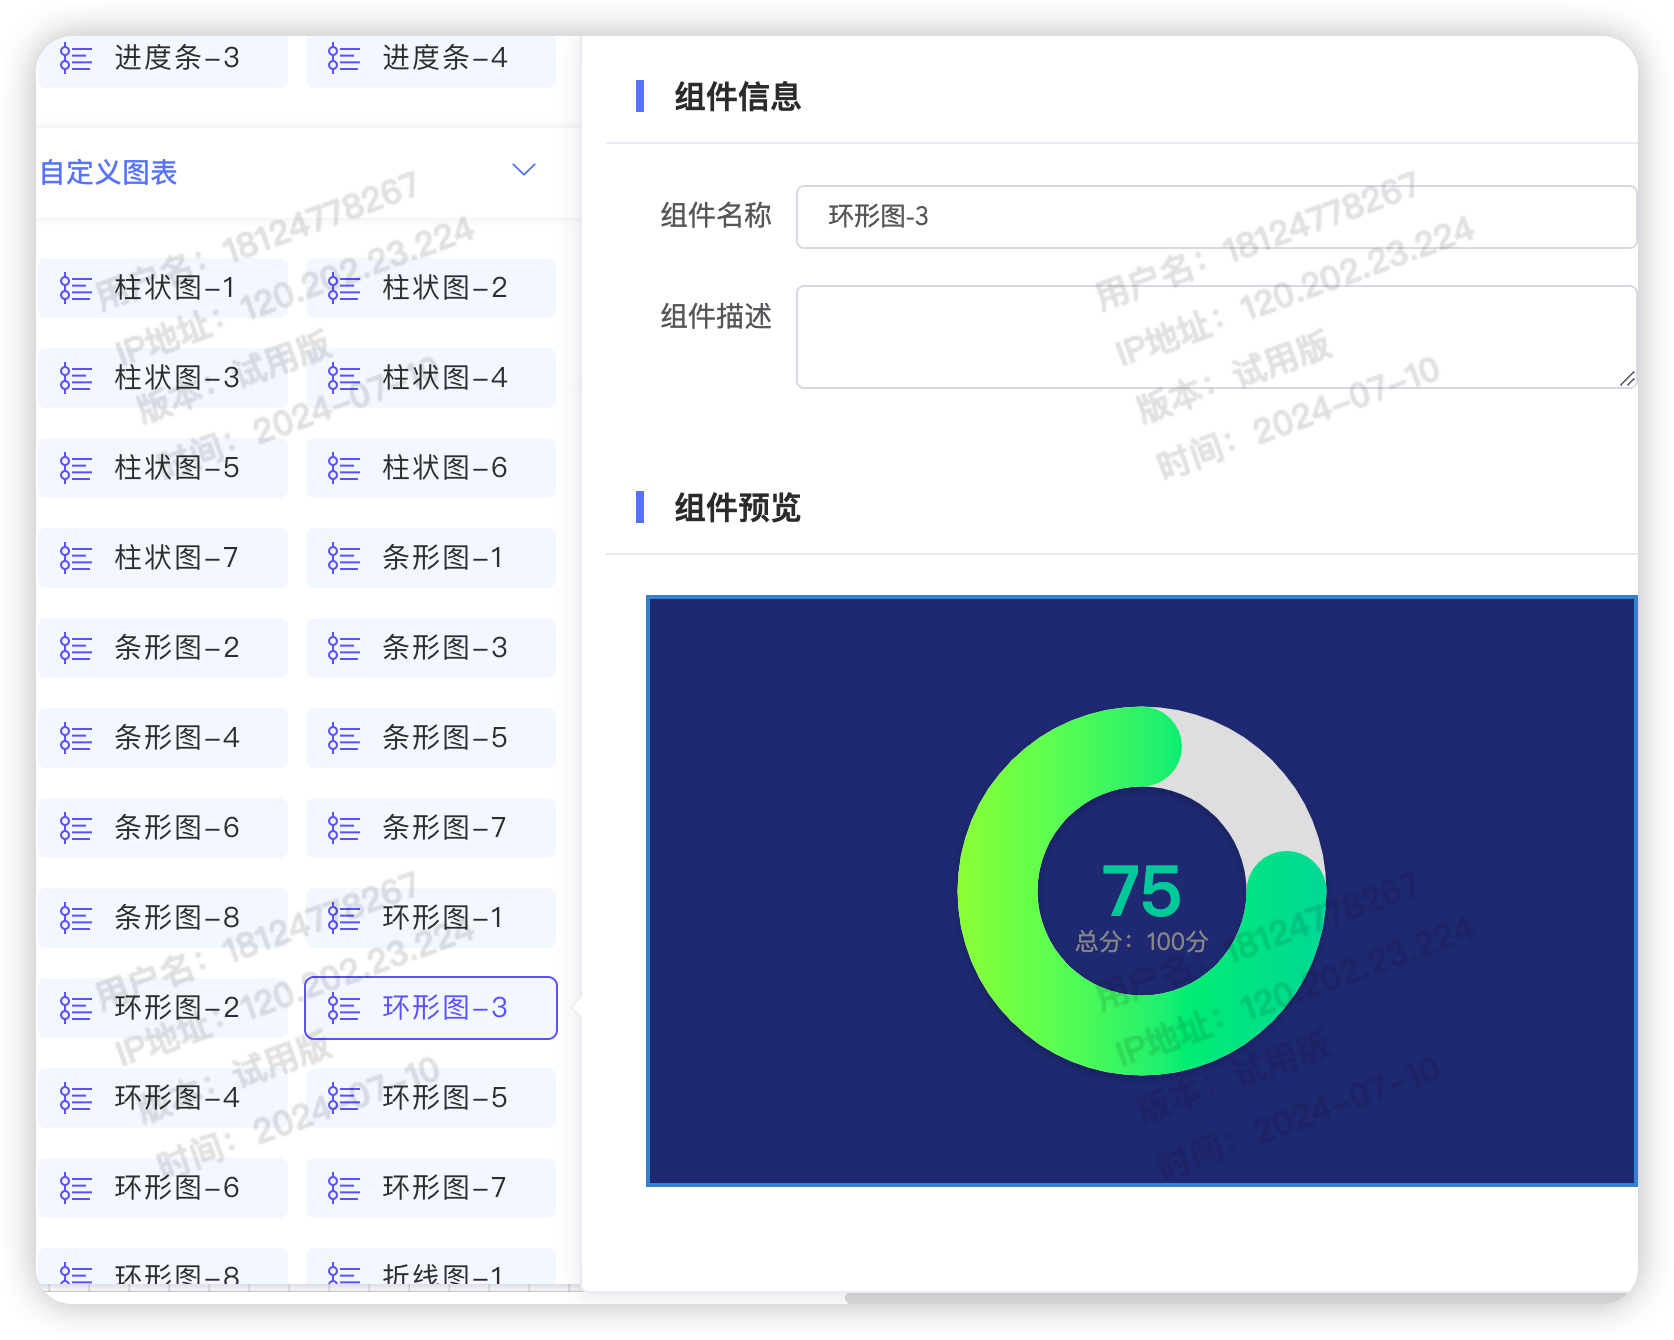 进度条-3
进度条-4
自定义图表
柱状图-1
柱状图-2
柱状图-3
柱状图-4
柱状图-5
柱状图-6
柱状图-7
条形图-1
条形图-2
条形图-3
条形图-4
条形图-5
条形图-6
条形图-7
条形图-8
环形图-1
环形图-2
环形图-3
环形图-4
环形图-5
环形图-6
环形图-7
环形图-8
折线图-1
用户名：18124778267
IP地址：120.202.23.224
版本：试用版
时间：2024-07-10
用户名：18124778267
IP地址：120.202.23.224
版本：试用版
时间：2024-07-10
组件信息
组件名称
环形图-3
组件描述
用户名：18124778267
IP地址：120.202.23.224
版本：试用版
时间：2024-07-10
组件预览
75
总分：100分
用户名：18124778267
IP地址：120.202.23.224
版本：试用版
时间：2024-07-10